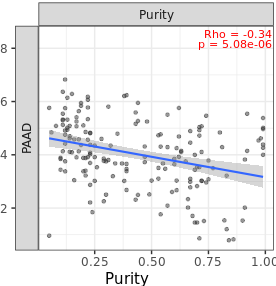 Purity
Rho = -0.34
p = 5.08e-06
8
6
4
2
PAAD
0.25
0.50
0.75
1.00
Purity